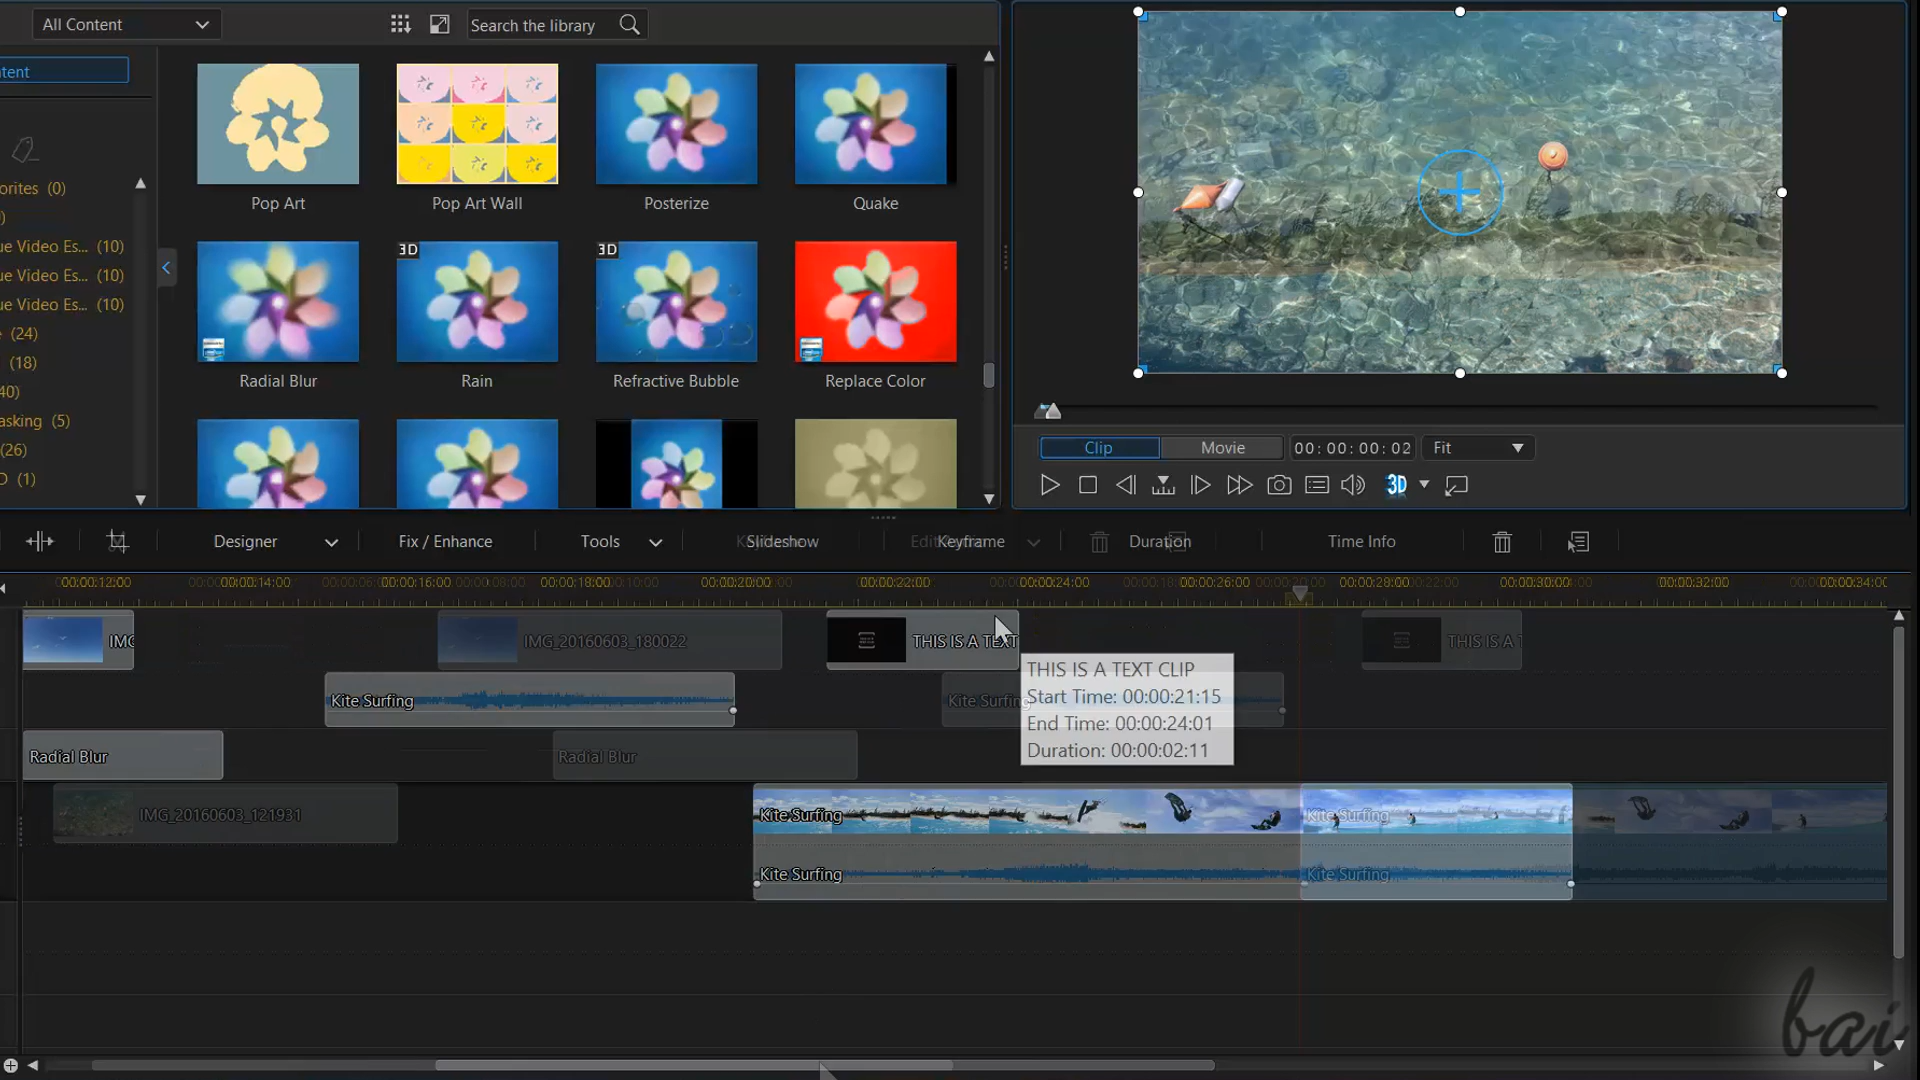 All Content
Search the library
tent
Pop Art
Pop Art Wall
Posterize
Quake
orites (0)
ue Video Es... (10)
ue Video Es... (10)
ue Video Es... (10)
(24)
(18)
40)
asking (5)
(26)
D (1)
3D
3D
Radial Blur
Rain
Refractive Bubble
Replace Color
Clip
Movie
00:00:00:02
Fit
3D
Designer
Fix / Enhance
Tools
Slideshow
Keyframe
Duration
Time Info
00:00:12:00
00:00:14:00
00:00:16:00
00:00:18:00
00:00:20:00
00:00:22:00
00:00:24:00
00:00:26:00
00:00:28:00
00:00:30:00
00:00:32:00
00:00:34:00
IMG
IMG_20160603_180022
THIS IS A TEXT
THIS IS A T
THIS IS A TEXT CLIP
Start Time: 00:00:21:15
End Time: 00:00:24:01
Duration: 00:00:02:11
Kite Surfing
Kite Surfing
Radial Blur
Radial Blur
IMG_20160603_121931
Kite Surfing
Kite Surfing
Kite Surfing
Kite Surfing
bai